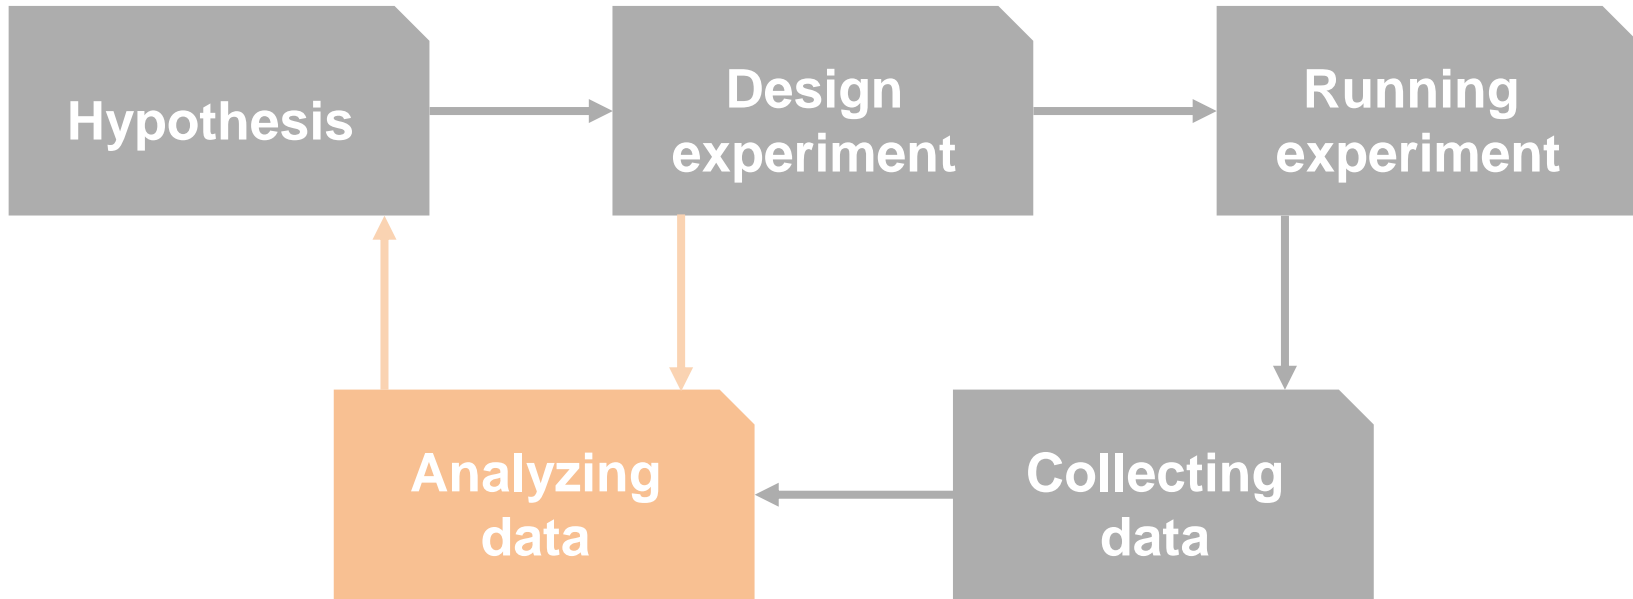 Hypothesis
Design
experiment
Running
experiment
Analyzing
data
Collecting
data